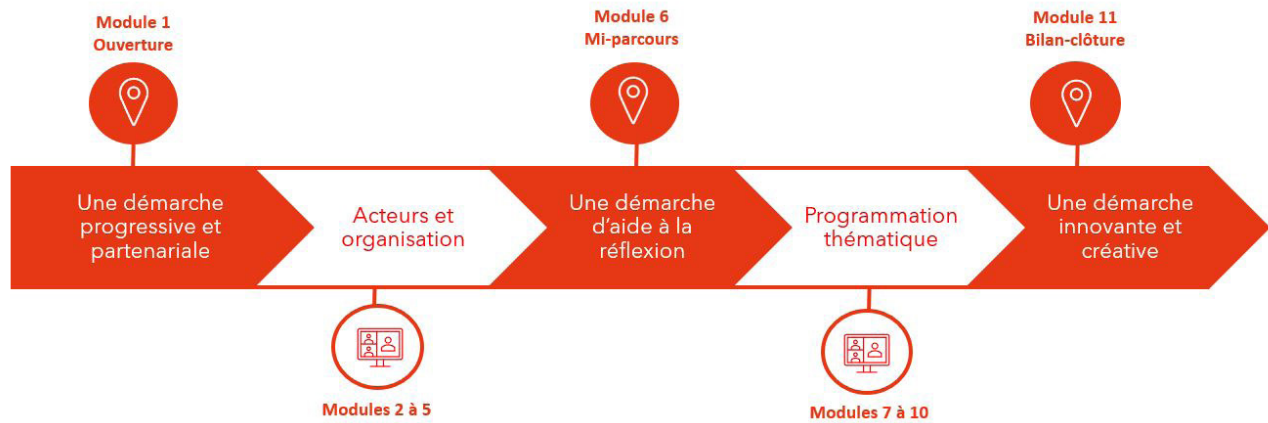 Module 1
Ouverture
Module 6
Mi-parcours
Module 11
Bilan-clôture
Une démarche
progressive et
partenariale
Acteurs et
organisation
Une démarche
d'aide à la
réflexion
Programmation
thématique
Une démarche
innovante et
créative
Modules 2 à 5
Modules 7 à 10